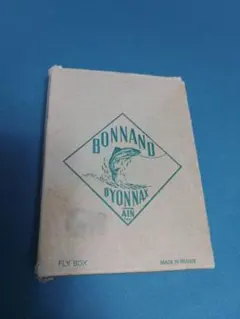 BONNAND
OYONNAX
AIN
FLY BOX
MADE IN FRANCE